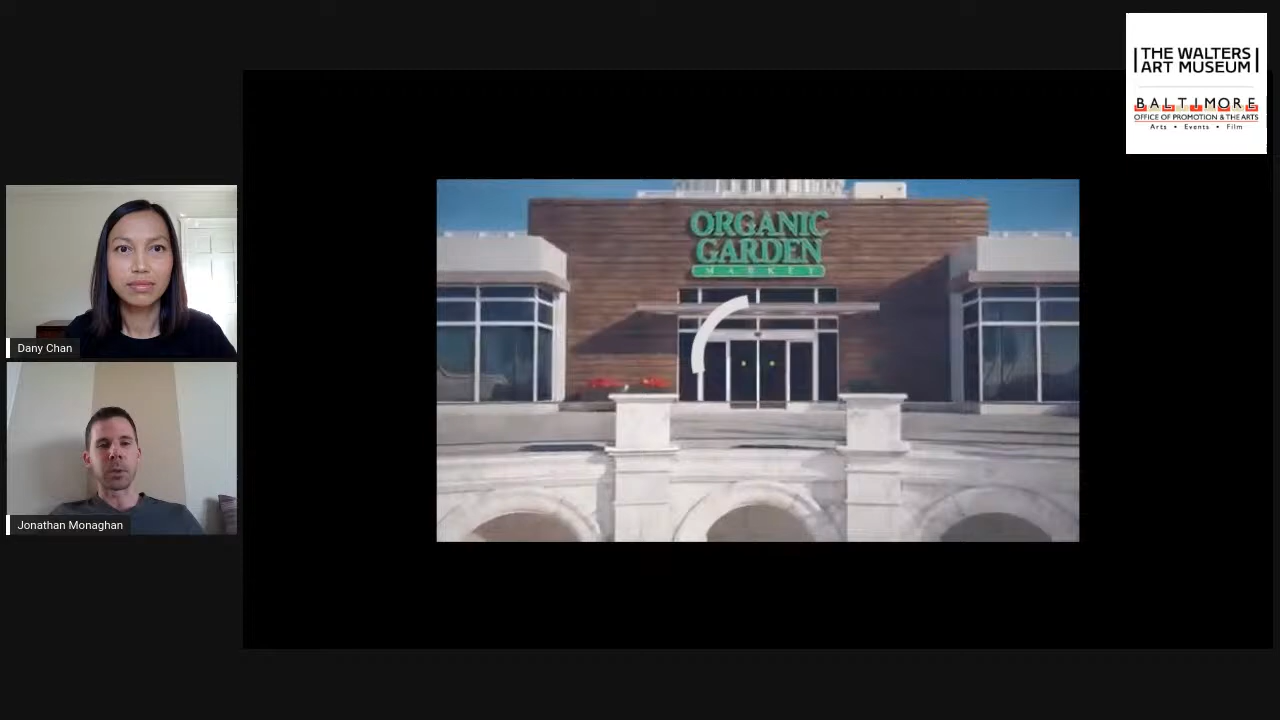 THE WALTERS
ART MUSEUM
BALTIMORE
OFFICE OF PROMOTION & THE ARTS
Arts • Events • Film
ORGANIC
GARDEN
MARKET
Dany Chan
Jonathan Monaghan